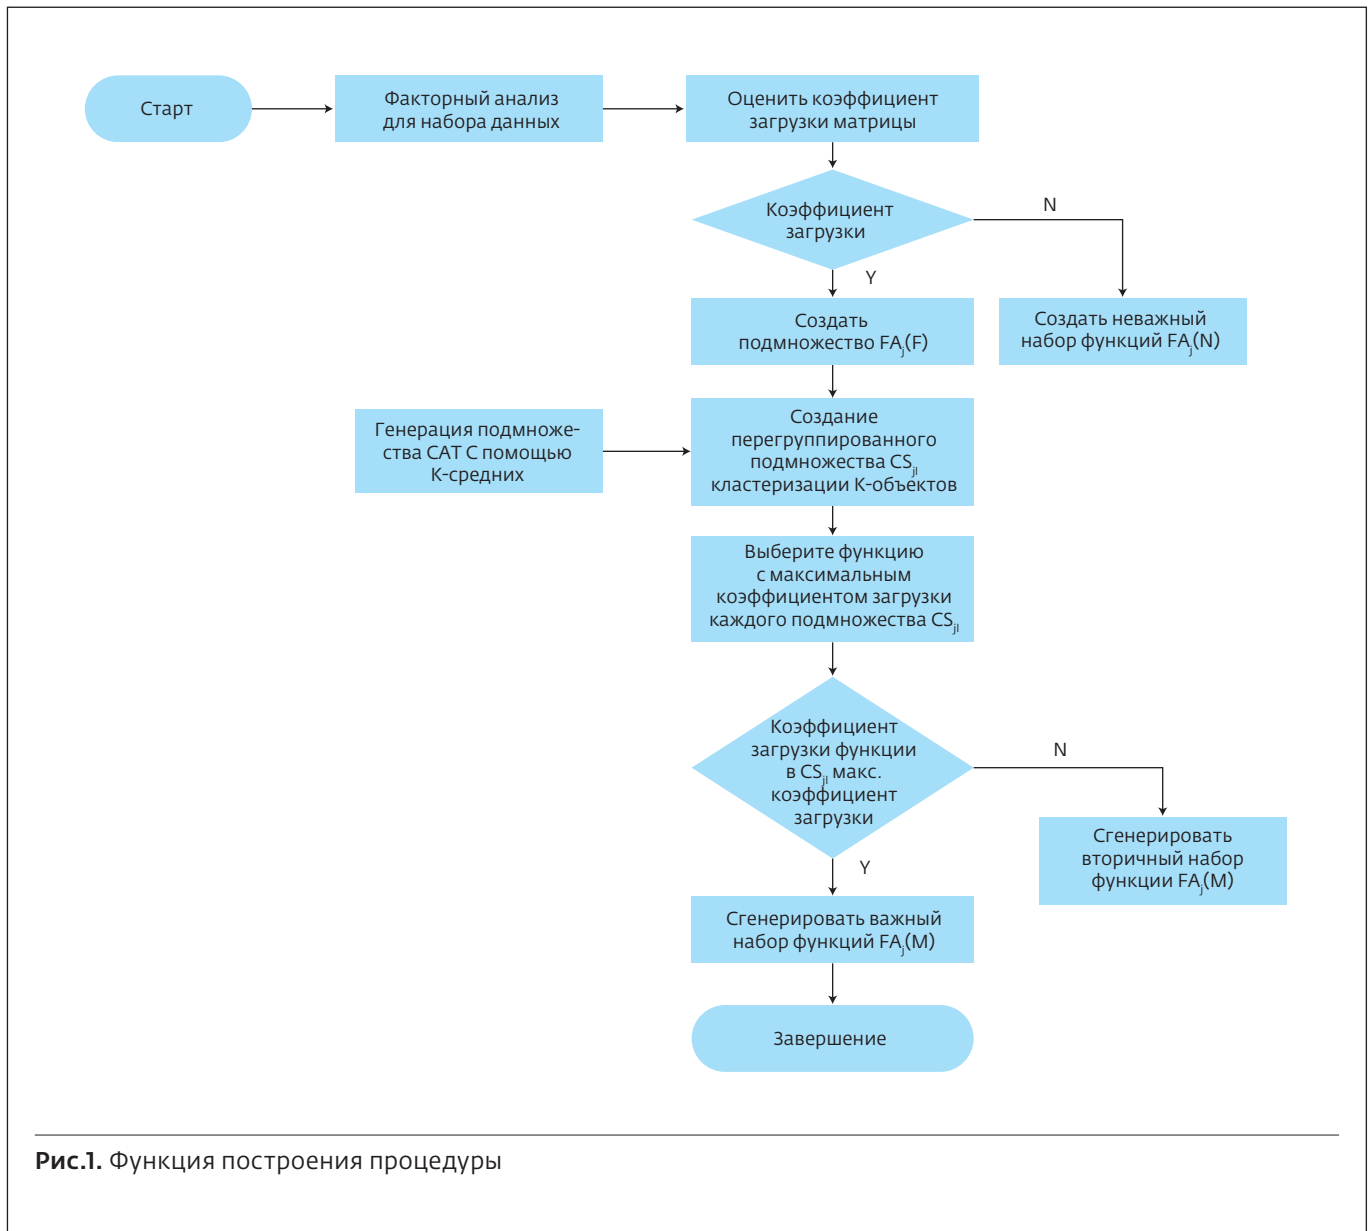 Старт
Факторный анализ
для набора данных
Оценить коэффициент
загрузки матрицы
Коэффициент
загрузки
N
Y
Создать
подмножество FAj(F)
Создать неважный
набор функций FAj(N)
Генерация подмноже-
ства САТ С помощью
К-средних
Создание
перегруппированного
подмножества CSjl
кластеризации К-объектов
Выберите функцию
с максимальным
коэффициентом загрузки
каждого подмножества CSjl
Коэффициент
загрузки функции
в CSjl макс.
коэффициент
загрузки
N
Y
Сгенерировать
вторичный набор
функции FAj(M)
Сгенерировать важный
набор функций FAj(M)
Завершение
Рис.1. Функция построения процедуры